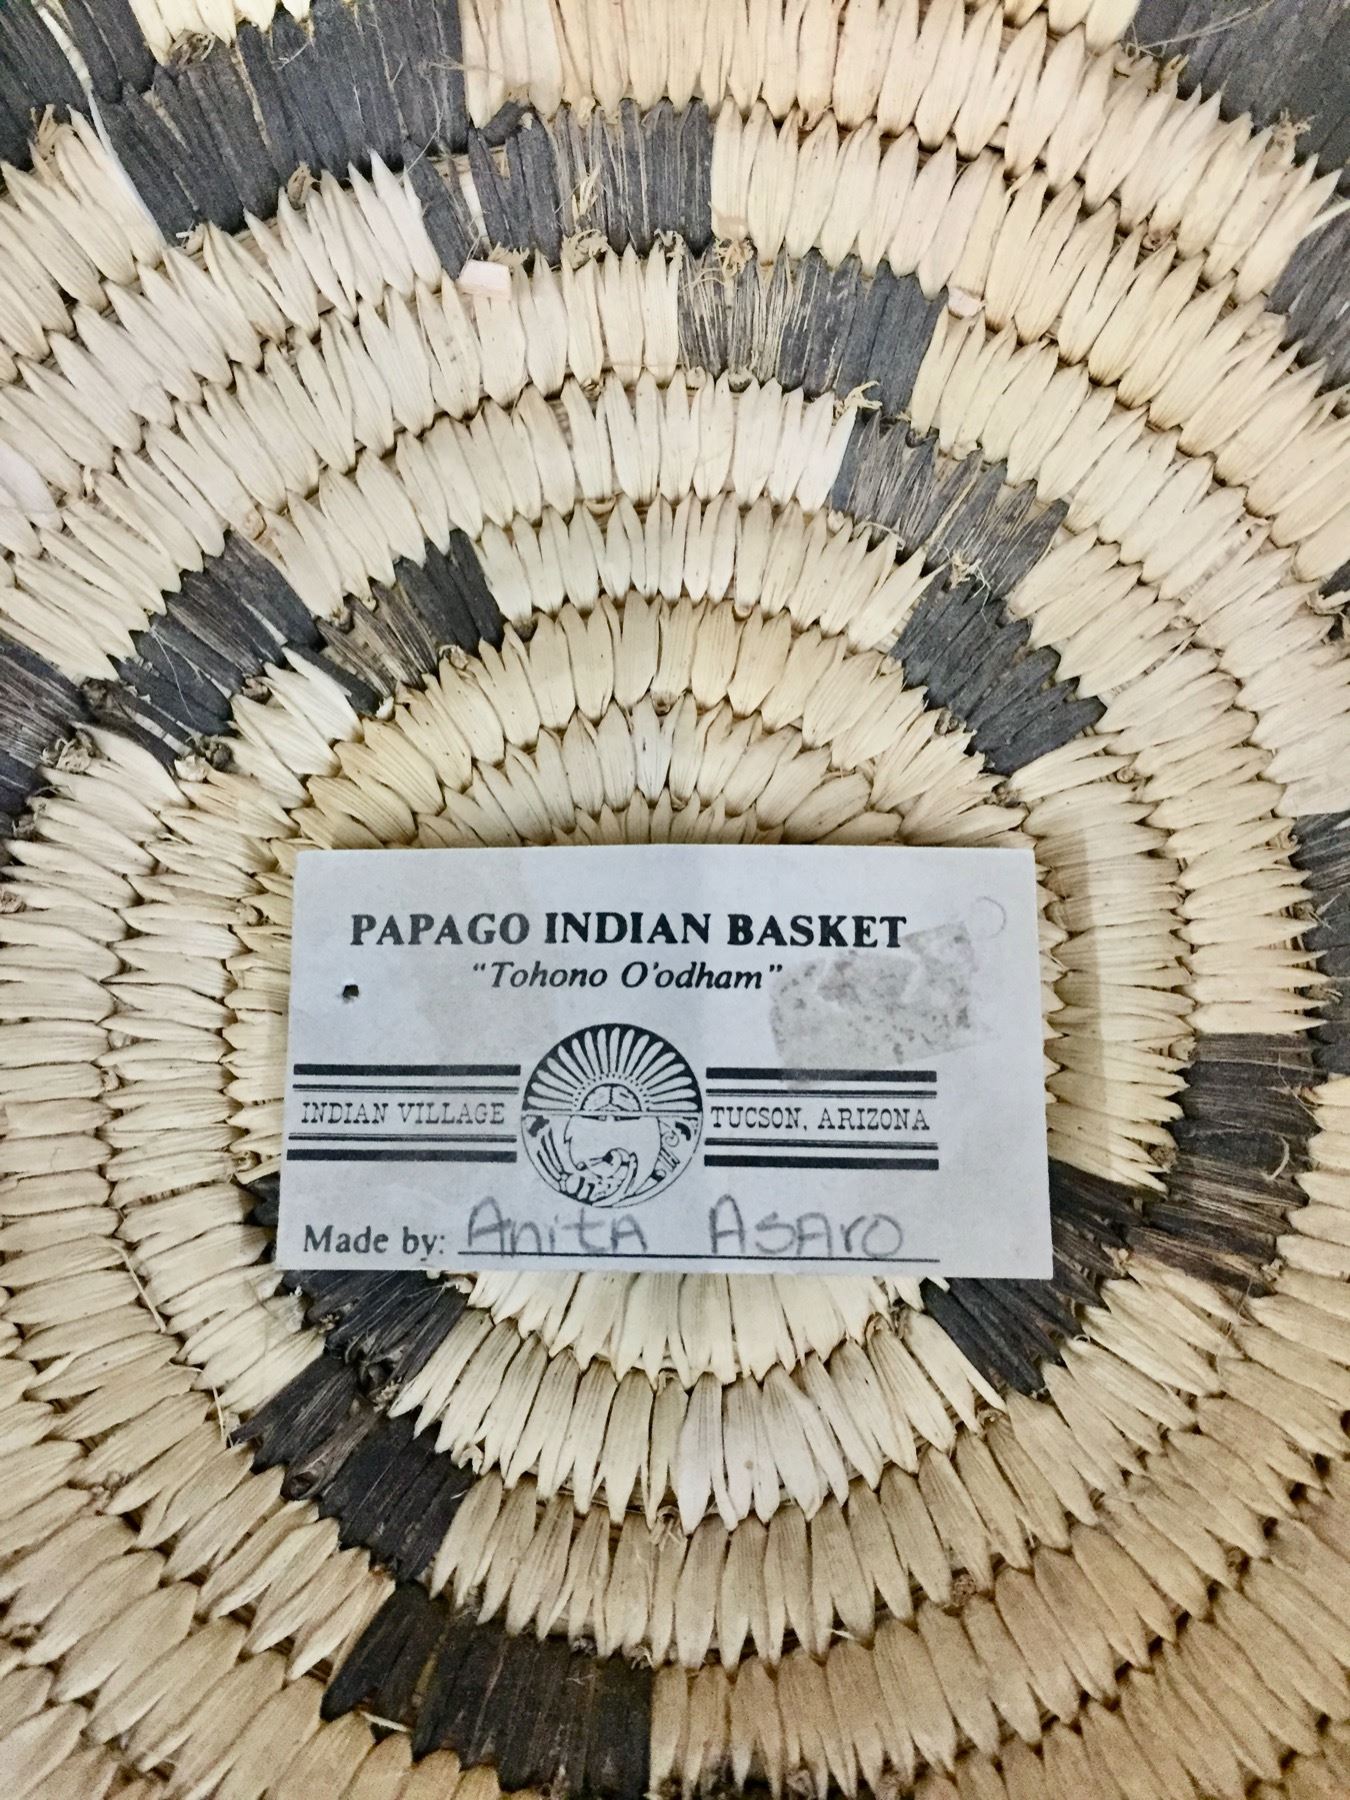 PAPAGO INDIAN BASKET
"Tohono O'odham"
INDIAN VILLAGE TUCSON, ARIZONA
Made by: Anita Asaro